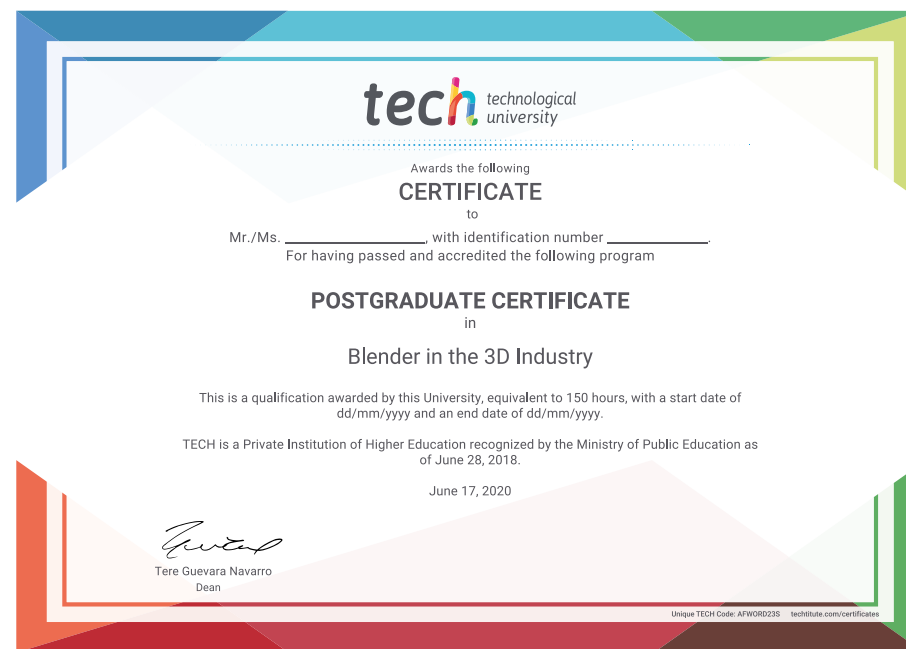 tech technological
university
Awards the following
CERTIFICATE
to
Mr./Ms. ____________________, with identification number ______________.
For having passed and accredited the following program
POSTGRADUATE CERTIFICATE
in
Blender in the 3D Industry
This is a qualification awarded by this University, equivalent to 150 hours, with a start date of
dd/mm/yyyy and an end date of dd/mm/yyyy.
TECH is a Private Institution of Higher Education recognized by the Ministry of Public Education as
of June 28, 2018.
June 17, 2020
Tere Guevara Navarro
Dean
Unique TECH Code: AFWORD23S techtitute.com/certificates